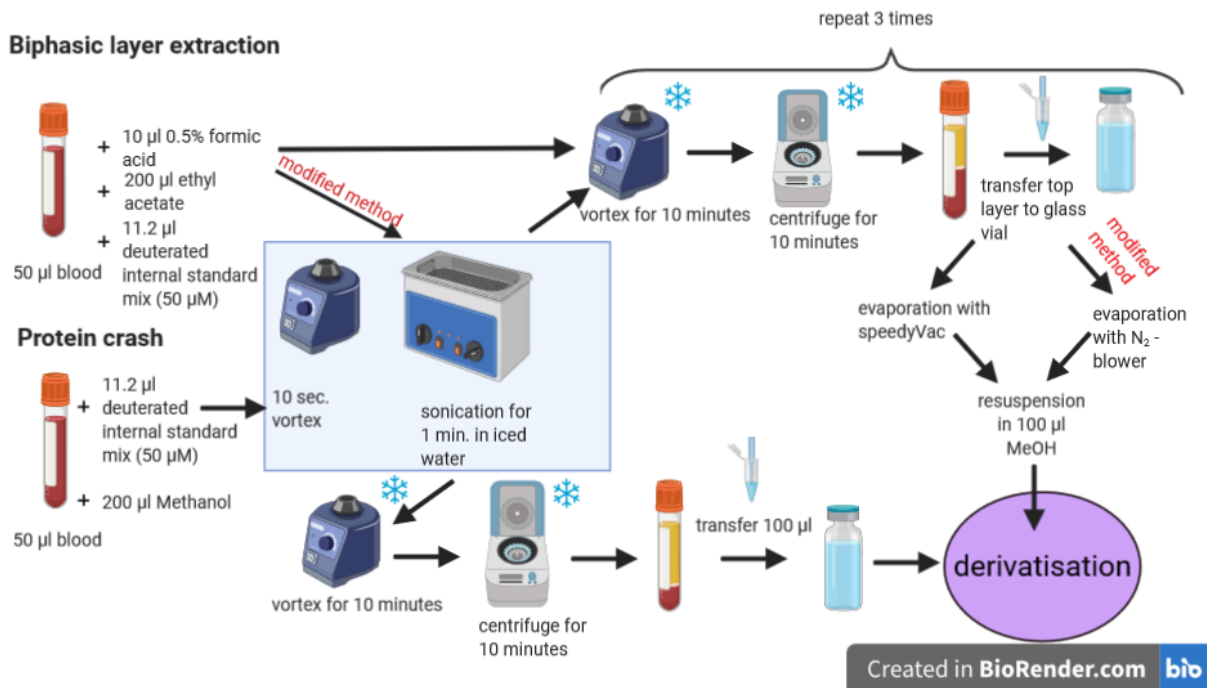 repeat 3 times
Biphasic layer extraction
+ 10 µl 0.5% formic
acid
+ 200 µl ethyl
acetate
+ 11.2 µl
deuterated
internal standard
mix (50 µM)
50 µl blood
modified method
vortex for 10 minutes
centrifuge for
10 minutes
transfer top
layer to glass
vial
modified
method
evaporation with
speedyVac
evaporation
with N₂ -
blower
resuspension
in 100 µl
MeOH
Protein crash
+ 11.2 µl
deuterated
internal standard
mix (50 µM)
+ 200 µl Methanol
50 µl blood
10 sec.
vortex
sonication for
1 min. in iced
water
vortex for 10 minutes
centrifuge for
10 minutes
transfer 100 µl
derivatisation
Created in BioRender.com bio